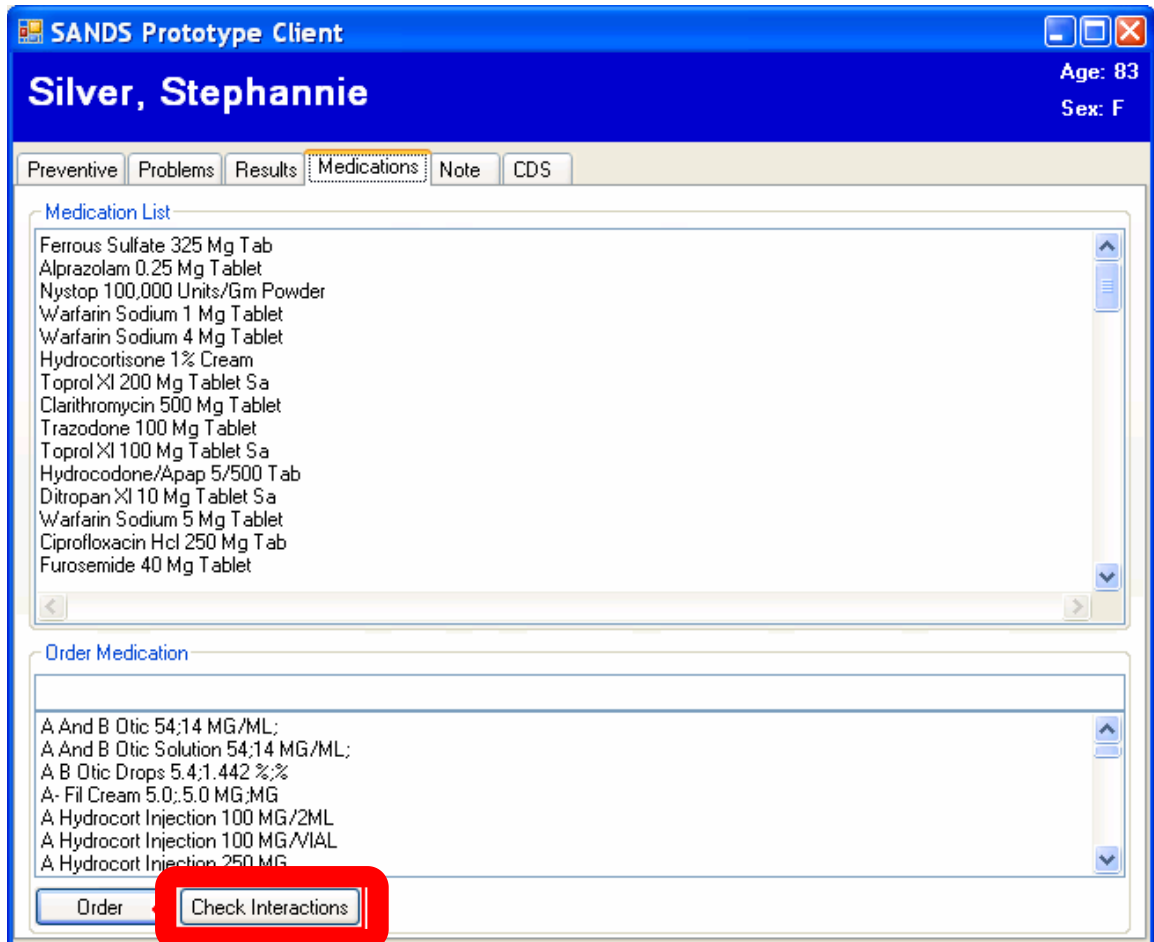 SANDS Prototype Client
Silver, Stephannie
Age: 83
Sex: F
Preventive Problems Results Medications Note CDS
Medication List
Ferrous Sulfate 325 Mg Tab
Alprazolam 0.25 Mg Tablet
Nystop 100,000 Units/Gm Powder
Warfarin Sodium 1 Mg Tablet
Warfarin Sodium 4 Mg Tablet
Hydrocortisone 1% Cream
Toprol Xl 200 Mg Tablet Sa
Clarithromycin 500 Mg Tablet
Trazodone 100 Mg Tablet
Toprol Xl 100 Mg Tablet Sa
Hydrocodone/Apap 5/500 Tab
Ditropan Xl 10 Mg Tablet Sa
Warfarin Sodium 5 Mg Tablet
Ciprofloxacin Hcl 250 Mg Tab
Furosemide 40 Mg Tablet
Order Medication
A And B Otic 54;14 MG/ML;
A And B Otic Solution 54;14 MG/ML;
A B Otic Drops 5.4;1.442 %;%
A- Fil Cream 5.0;.5.0 MG;MG
A Hydrocort Injection 100 MG/2ML
A Hydrocort Injection 100 MG/VIAL
A Hydrocort Injection 250 MG
Order Check Interactions